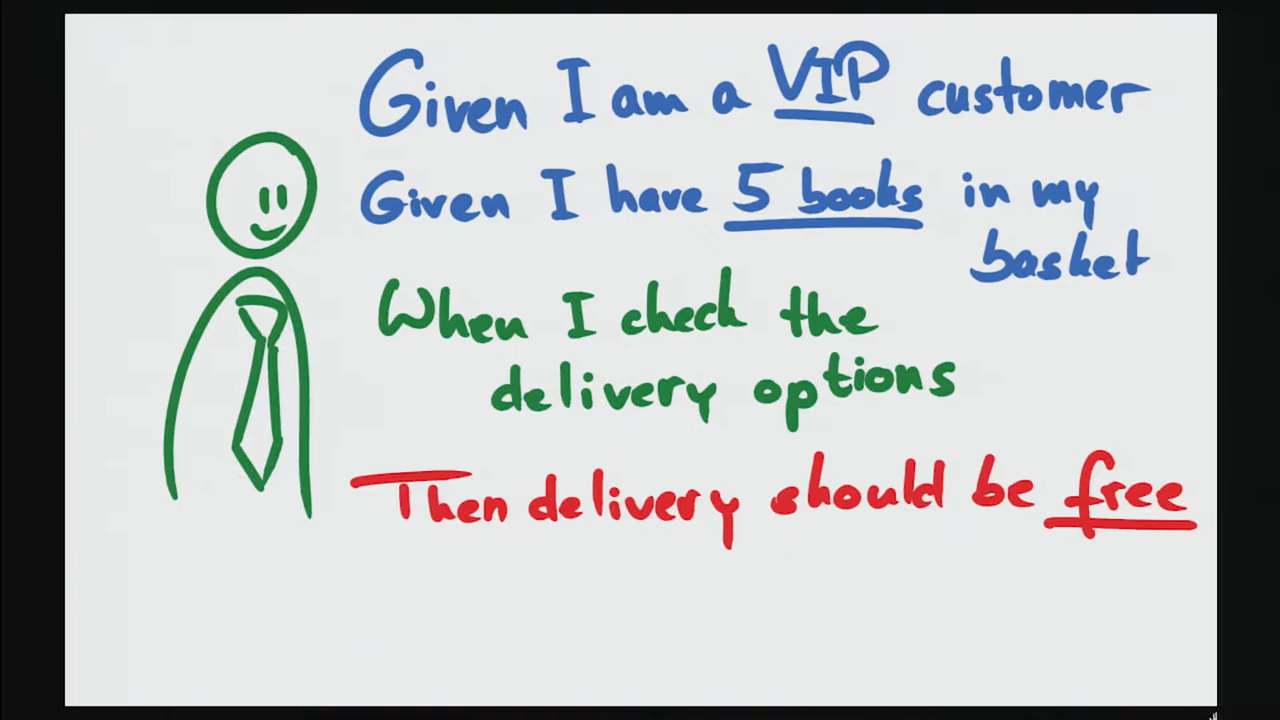 Given I am a VIP customer
Given I have 5 books in my
basket
When I check the
delivery options
Then delivery should be free